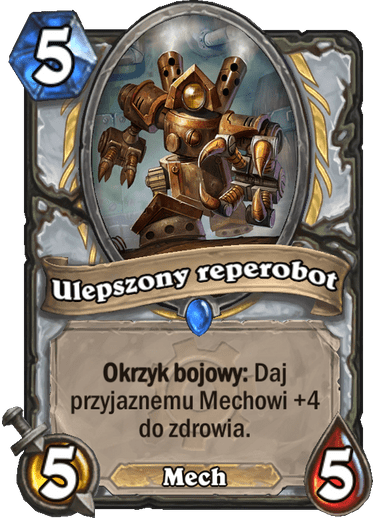 5
Ulepszony reperobot
Okrzyk bojowy: Daj
przyjaznemu Mechowi +4
do zdrowia.
5
Mech
5